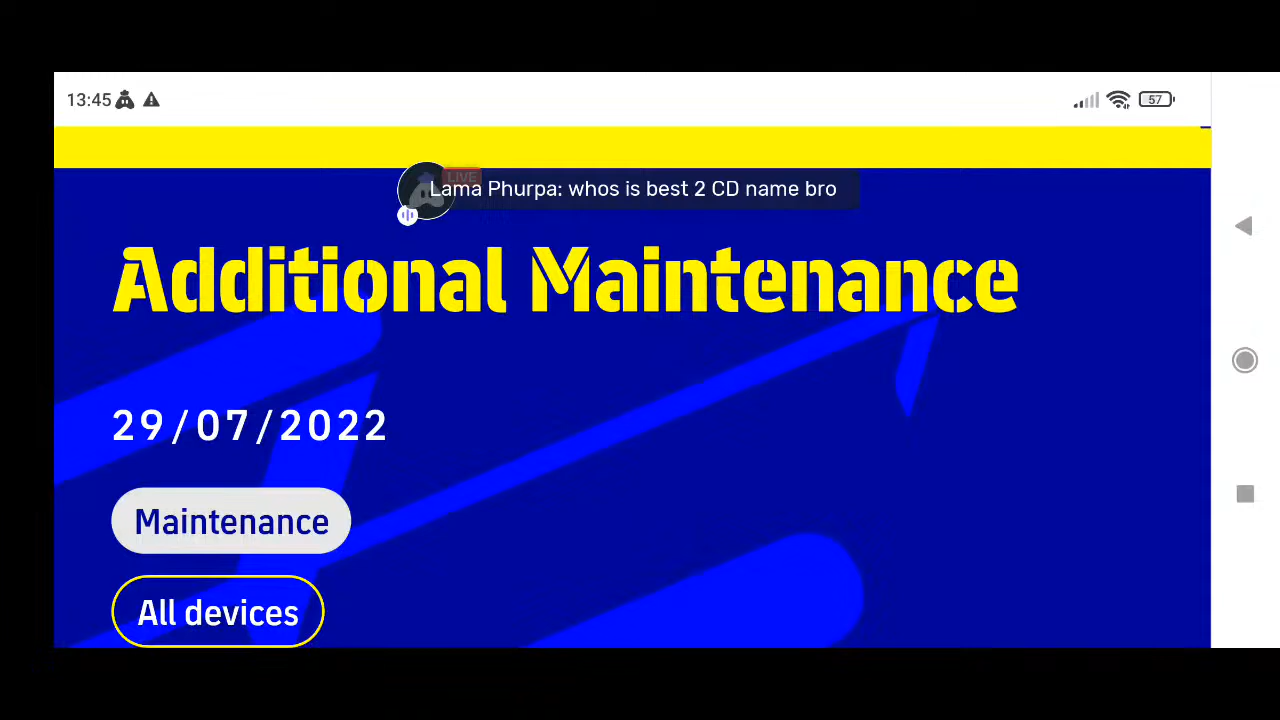 13:45
57
LIVE
Lama Phurpa: whos is best 2 CD name bro
Additional Maintenance
29/07/2022
Maintenance
All devices